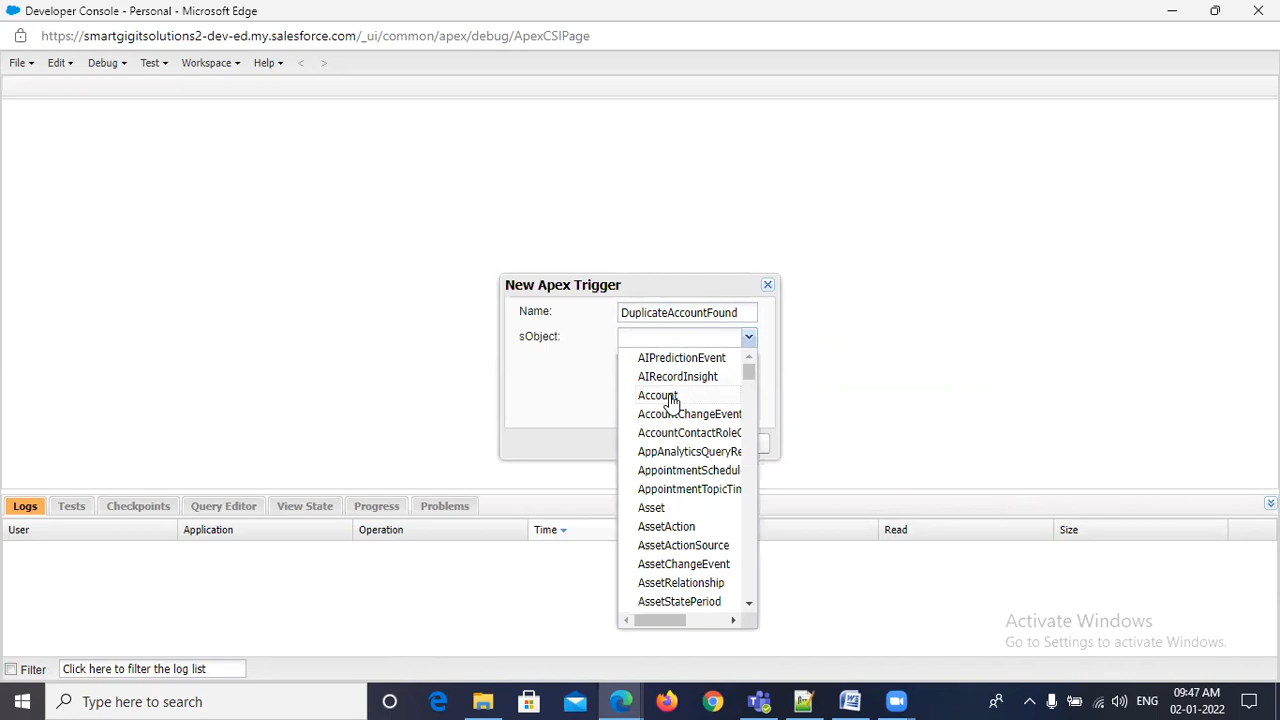 Developer Console - Personal - Microsoft Edge
https://smartgigitsolutions2-dev-ed.my.salesforce.com/_ui/common/apex/debug/ApexCSIPage
File Edit Debug Test Workspace Help < >
New Apex Trigger
Name: DuplicateAccountFound
sObject:
AIPredictionEvent
AIRecordInsight
Account
AccountChangeEvent
AccountContactRoleC
AppAnalyticsQueryRe
AppointmentSchedul
AppointmentTopicTim
Asset
AssetAction
AssetActionSource
AssetChangeEvent
AssetRelationship
AssetStatePeriod
Logs Tests Checkpoints Query Editor View State Progress Problems
User Application Operation Time Read Size
Activate Windows
Go to Settings to activate Windows.
Filter Click here to filter the log list
Type here to search
ENG
09:47 AM
02-01-2022